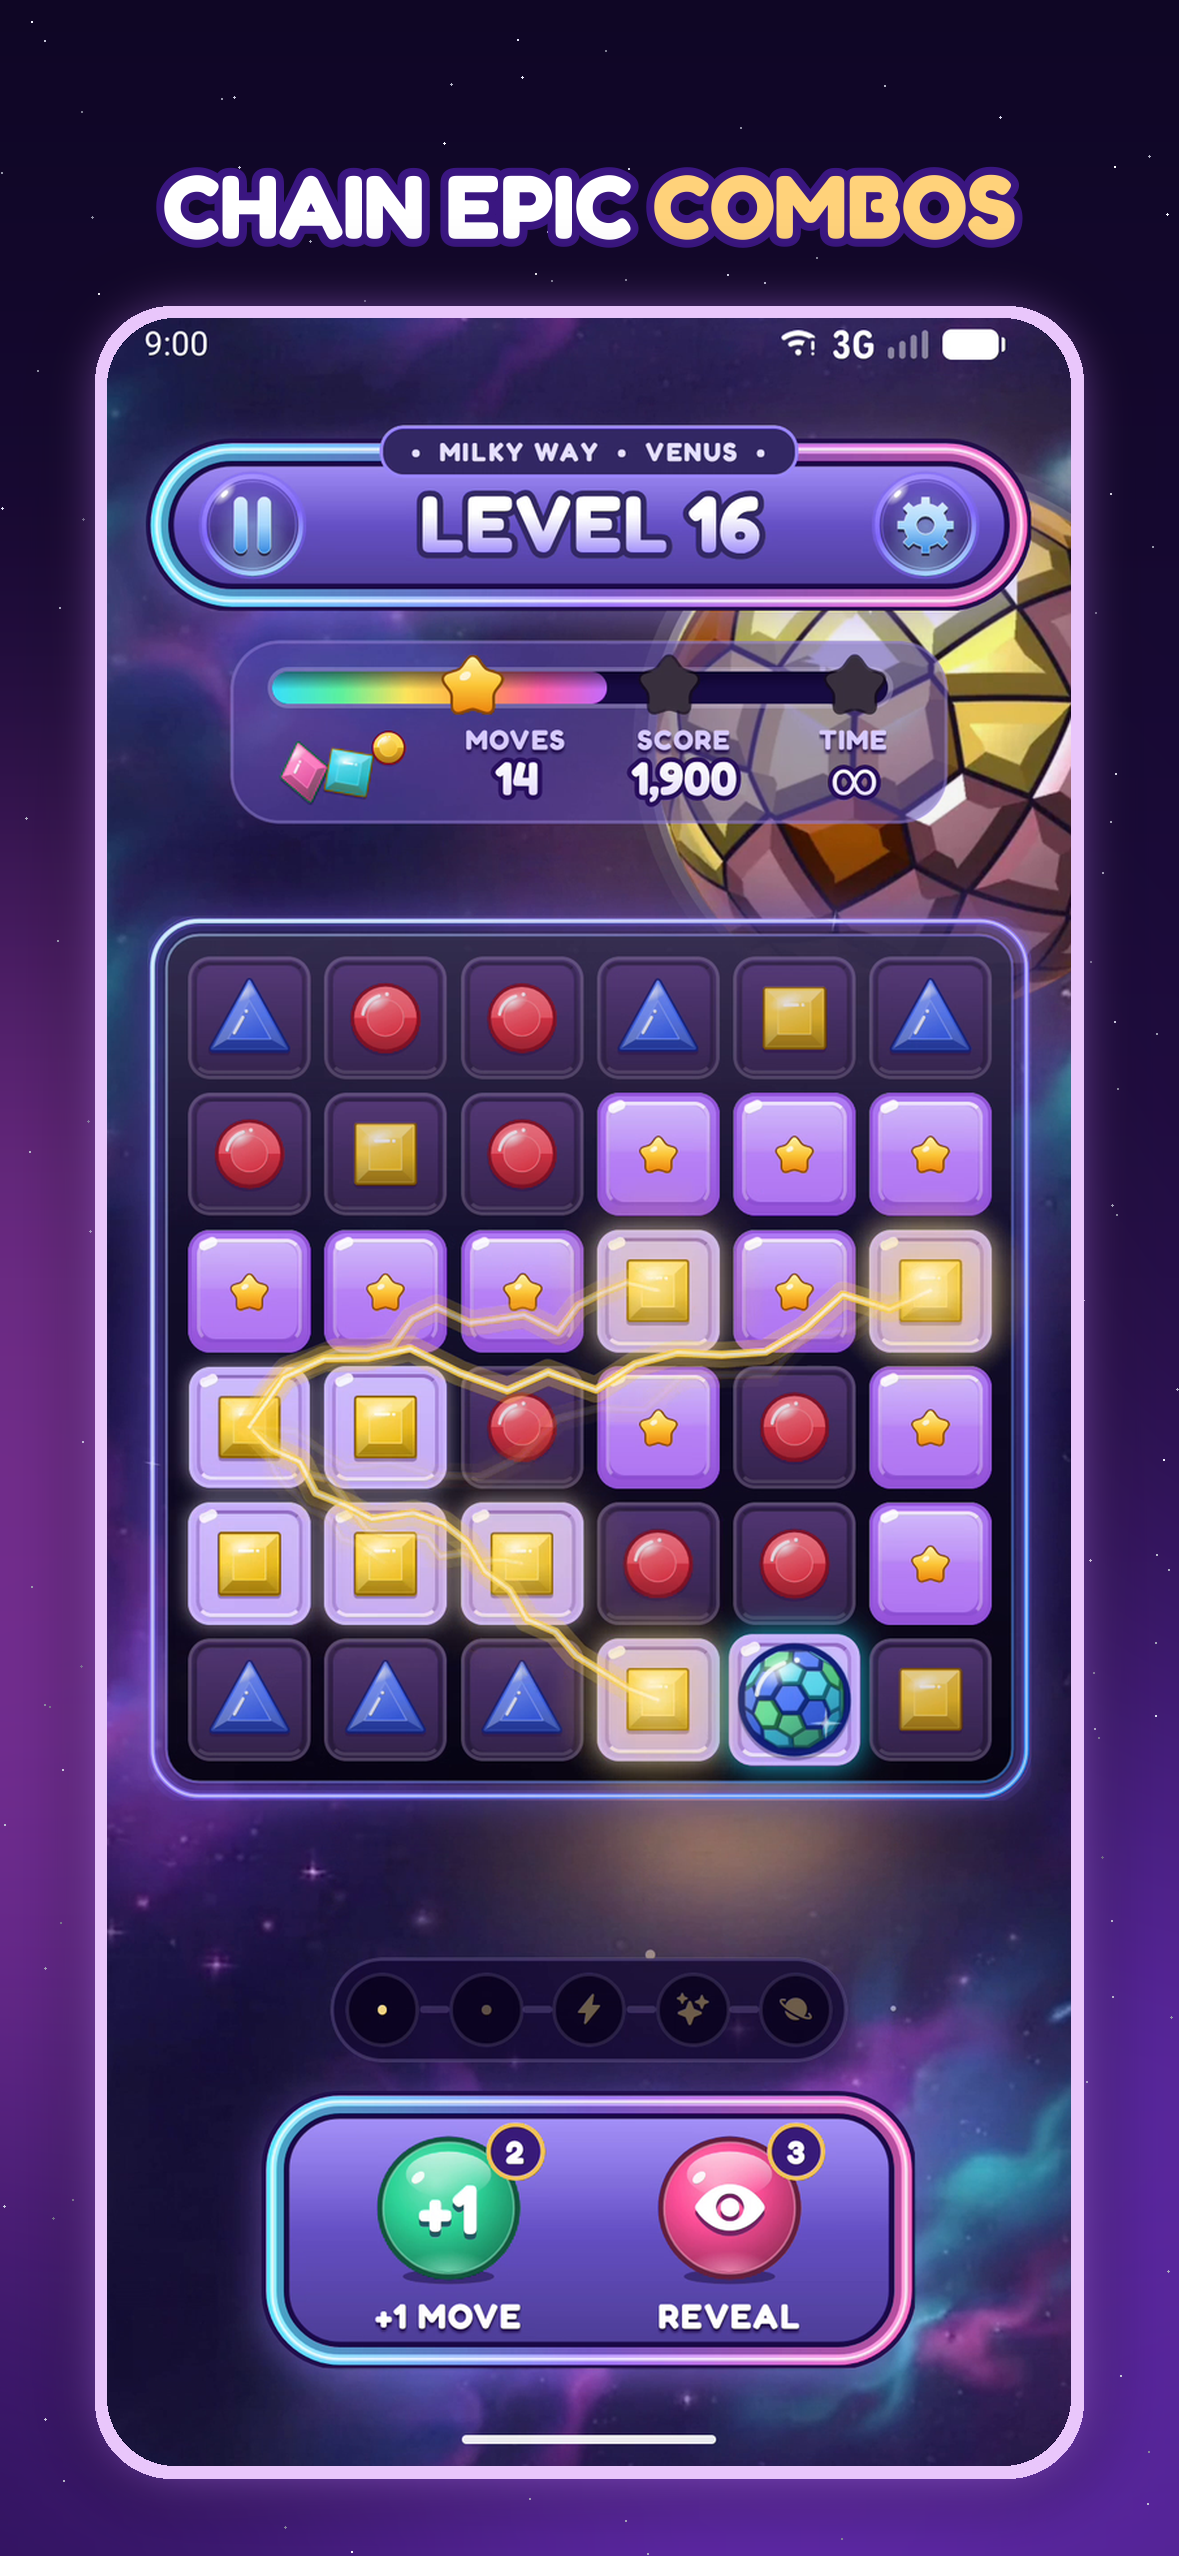 CHAIN EPIC COMBOS
9:00 3G
• MILKY WAY • VENUS •
LEVEL 16
MOVES SCORE TIME
14 1,900 ∞
2 3
+1
+1 MOVE REVEAL